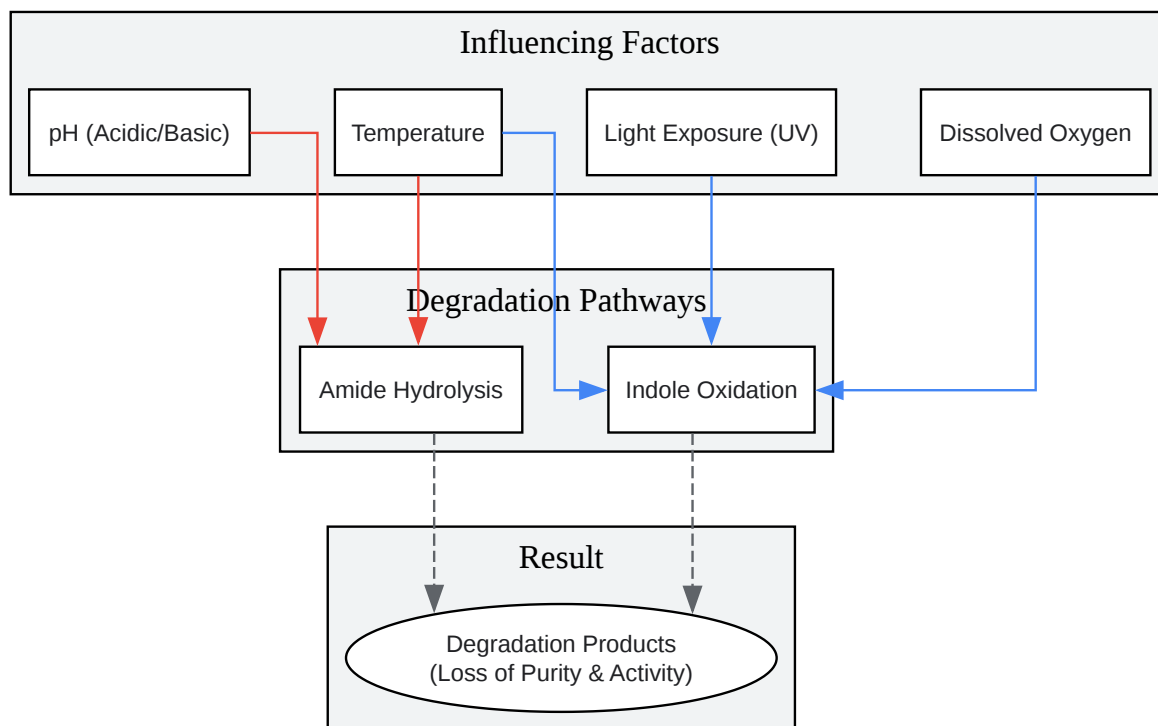 Influencing Factors
pH (Acidic/Basic)
Temperature
Light Exposure (UV)
Dissolved Oxygen
Degradation Pathways
Amide Hydrolysis
Indole Oxidation
Result
Degradation Products
(Loss of Purity & Activity)